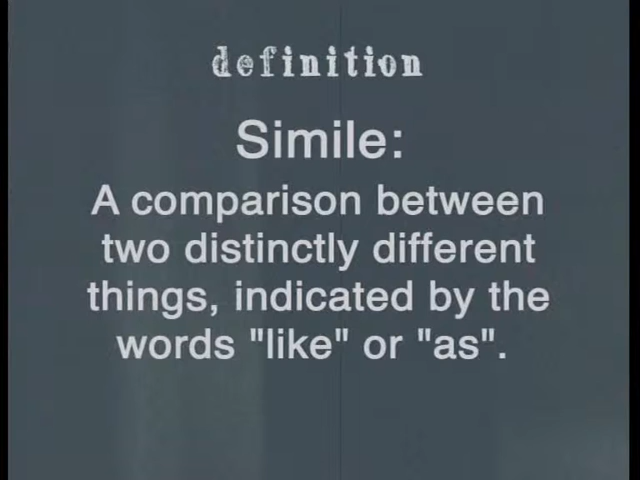 definition
Simile:
A comparison between
two distinctly different
things, indicated by the
words "like" or "as".